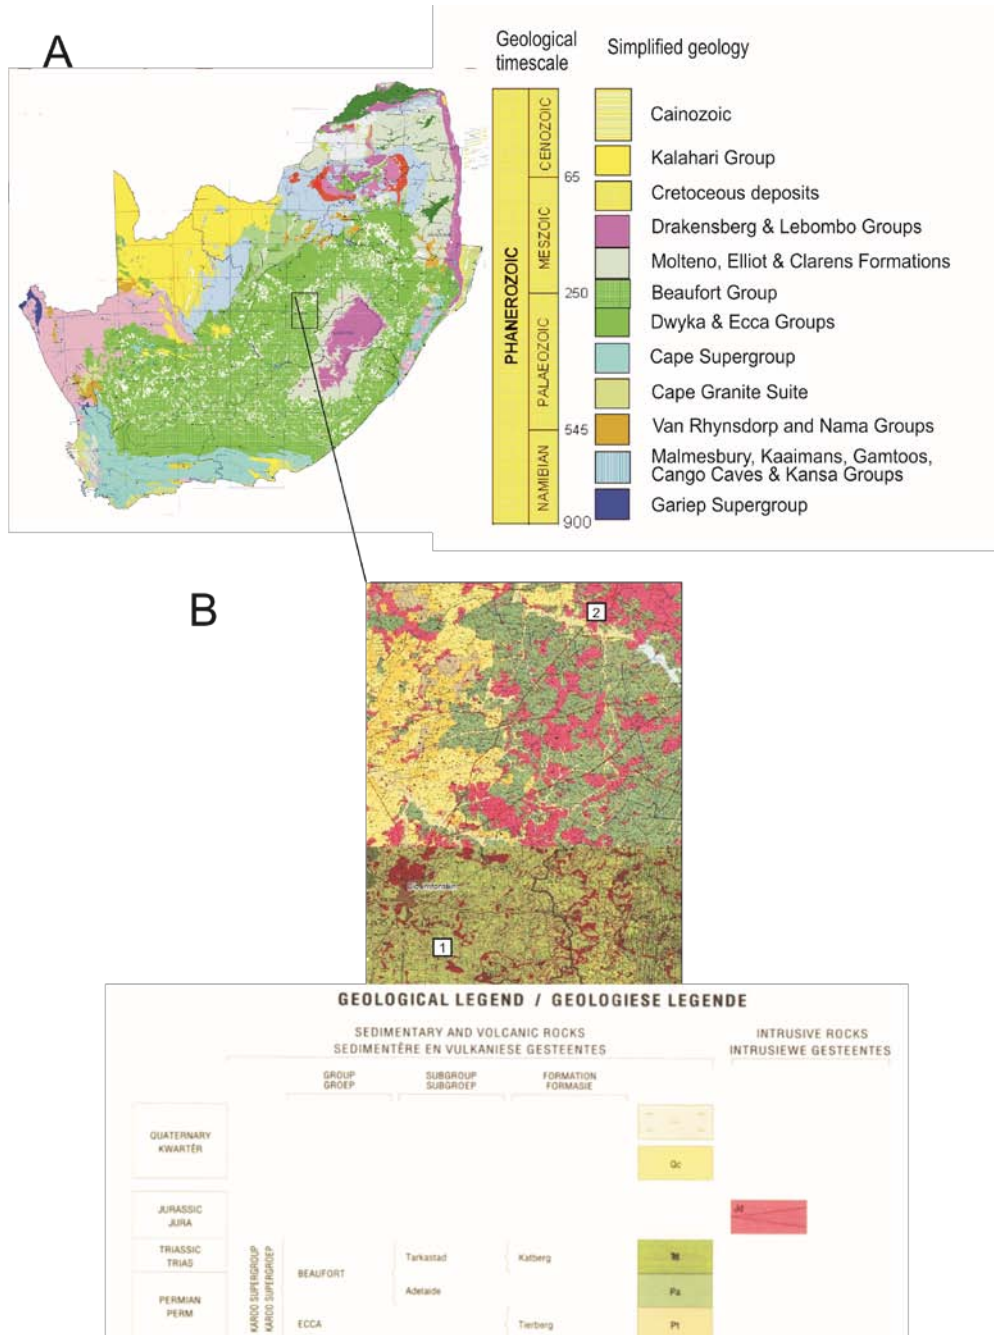 A
Geological
timescale
Simplified geology
PHANEROZOIC
CENOZOIC
65
MESZOIC
250
PALAEOZOIC
545
NAMIBIAN
900
Cainozoic
Kalahari Group
Cretoceous deposits
Drakensberg & Lebombo Groups
Molteno, Elliot & Clarens Formations
Beaufort Group
Dwyka & Ecca Groups
Cape Supergroup
Cape Granite Suite
Van Rhynsdorp and Nama Groups
Malmesbury, Kaaimans, Gamtoos,
Cango Caves & Kansa Groups
Gariep Supergroup
B
2
1
GEOLOGICAL LEGEND / GEOLOGIESE LEGENDE
SEDIMENTARY AND VOLCANIC ROCKS
SEDIMENTÊRE EN VULKANIESE GESTEENTES
INTRUSIVE ROCKS
INTRUSIEWE GESTEENTES
GROUP
GROEP
SUBGROUP
SUBGROEP
FORMATION
FORMASIE
QUATERNARY
KWARTÊR
Qc
JURASSIC
JURA
Jd
TRIASSIC
TRIAS
KAROO SUPERGROUP
KAROO SUPERGROEP
BEAUFORT
Tarkastad
Katberg
Adelaide
Pa
PERMIAN
PERM
ECCA
Tierberg
Pt